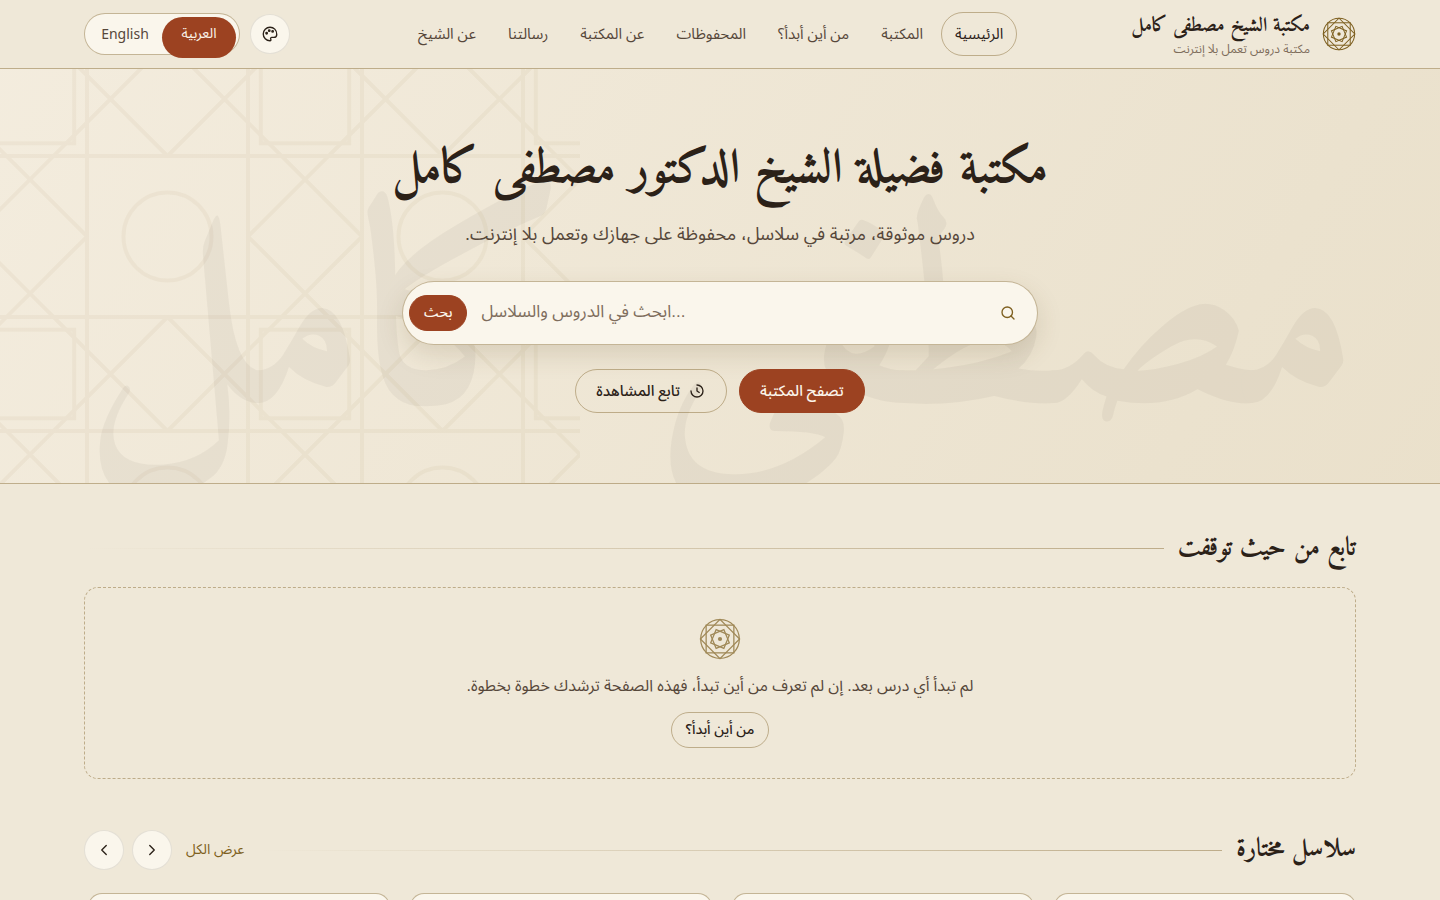 مكتبة الشيخ مصطفى كامل
مكتبة دروس تعمل بلا إنترنت
الرئيسية
المكتبة
من أين أبدأ؟
المحفوظات
عن المكتبة
رسالتنا
عن الشيخ
العربية
English
مصطفى كامل
مكتبة فضيلة الشيخ الدكتور مصطفى كامل
دروس موثوقة، مرتبة في سلاسل، محفوظة على جهازك وتعمل بلا إنترنت.
ابحث في الدروس والسلاسل...
بحث
تصفح المكتبة
تابع المشاهدة
تابع من حيث توقفت
لم تبدأ أي درس بعد. إن لم تعرف من أين تبدأ، فهذه الصفحة ترشدك خطوة بخطوة.
من أين أبدأ؟
سلاسل مختارة
عرض الكل